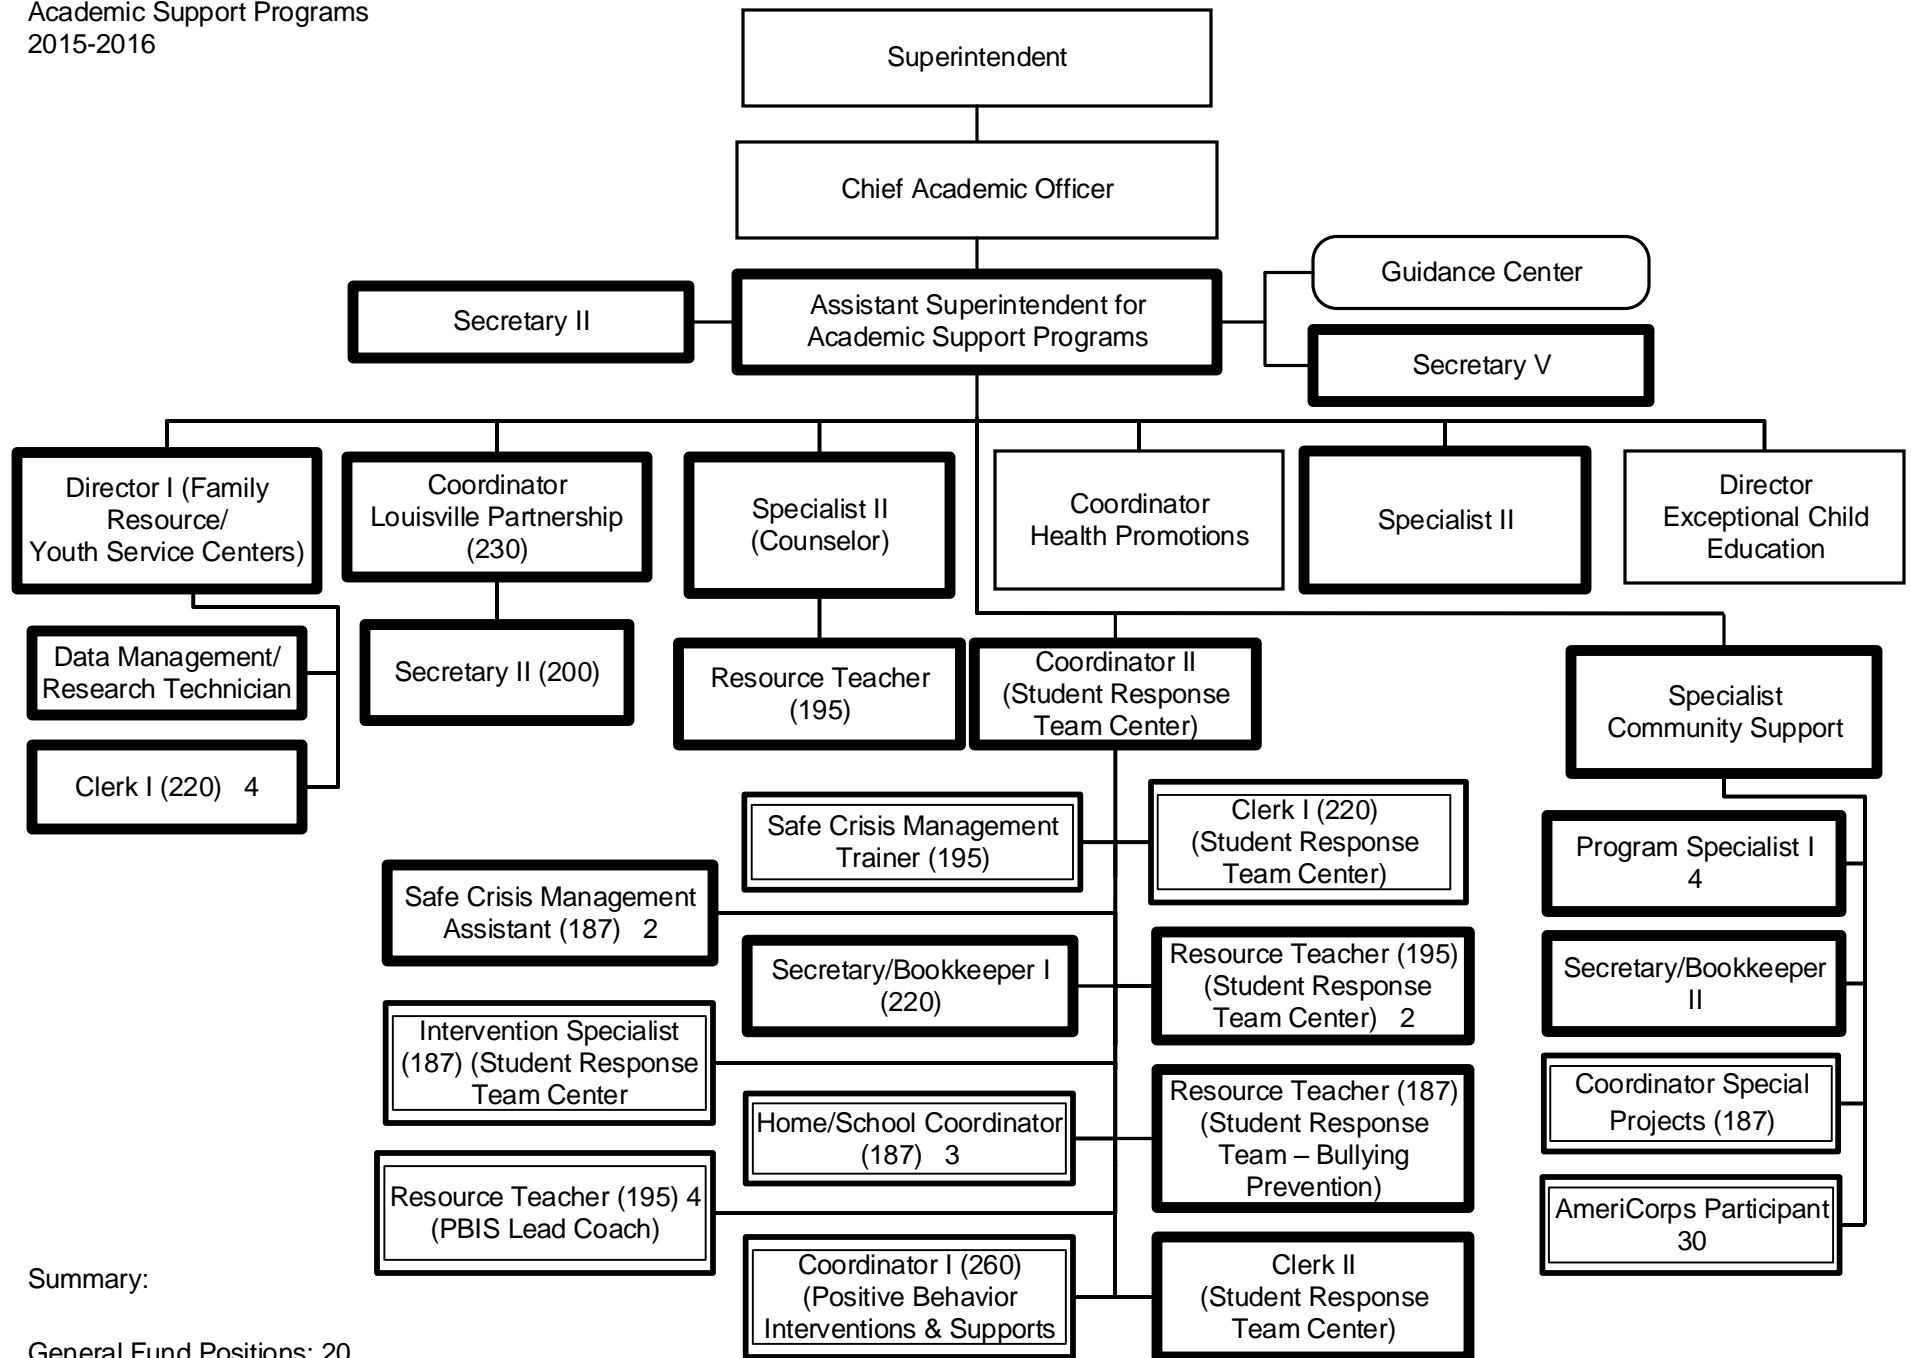 Academic Support Programs
2015-2016
Superintendent
Chief Academic Officer
Guidance Center
Secretary II
Assistant Superintendent for
Academic Support Programs
Secretary V
Director I (Family
Resource/
Youth Service Centers)
Coordinator
Louisville Partnership
(230)
Specialist II
(Counselor)
Coordinator
Health Promotions
Specialist II
Director
Exceptional Child
Education
Data Management/
Research Technician
Secretary II (200)
Resource Teacher
(195)
Coordinator II
(Student Response
Team Center)
Specialist
Community Support
Clerk I (220)   4
Safe Crisis Management
Trainer (195)
Clerk I (220)
(Student Response
Team Center)
Program Specialist I
4
Safe Crisis Management
Assistant (187)   2
Secretary/Bookkeeper I
(220)
Resource Teacher (195)
(Student Response
Team Center)   2
Secretary/Bookkeeper
II
Intervention Specialist
(187) (Student Response
Team Center
Home/School Coordinator
(187)   3
Resource Teacher (187)
(Student Response
Team – Bullying
Prevention)
Coordinator Special
Projects (187)
Resource Teacher (195) 4
(PBIS Lead Coach)
AmeriCorps Participant
30
Coordinator I (260)
(Positive Behavior
Interventions & Supports
Clerk II
(Student Response
Team Center)
Summary:
General Fund Positions: 20